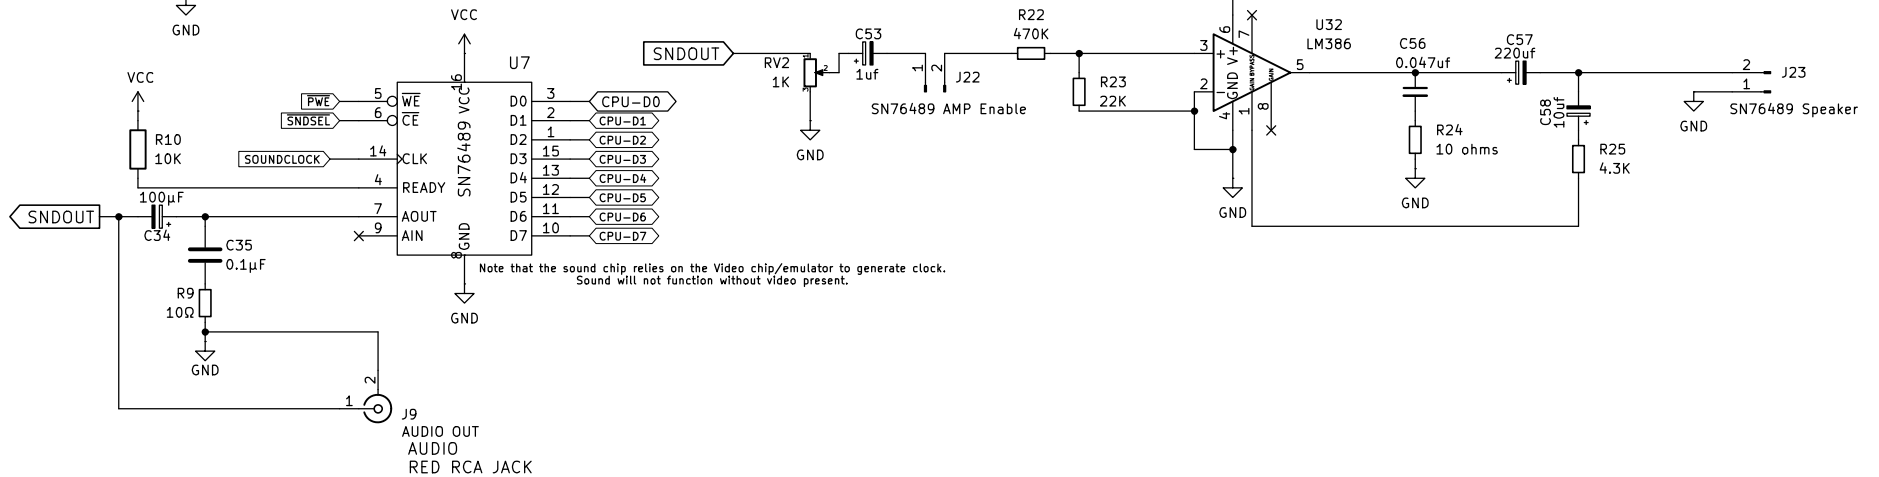 GND
VCC
R10
10K
VCC
U7
16
VCC
SN76489
GND
8
5
WE
6
CE
14
CLK
4
READY
7
AOUT
9
AIN
PWE
SNDSEL
SOUNDCLOCK
D0
3
CPU-D0
D1
2
CPU-D1
D2
1
CPU-D2
D3
15
CPU-D3
D4
13
CPU-D4
D5
12
CPU-D5
D6
11
CPU-D6
D7
10
CPU-D7
SNDOUT
100µF
+
C34
C35
0.1µF
R9
10Ω
GND
GND
2
1
J9
AUDIO OUT
AUDIO
RED RCA JACK
Note that the sound chip relies on the Video chip/emulator to generate clock.
Sound will not function without video present.
SNDOUT
RV2
1K
1
2
3
GND
C53
+
1uf
1
2
J22
SN76489 AMP Enable
R22
470K
R23
22K
U32
LM386
3
2
6
7
5
4
1
8
+
-
V+
GND
BYPASS
GAIN
GAIN
GND
C56
0.047uf
R24
10 ohms
GND
C57
220uf
+
C58
10uf
+
R25
4.3K
2
1
J23
GND
SN76489 Speaker